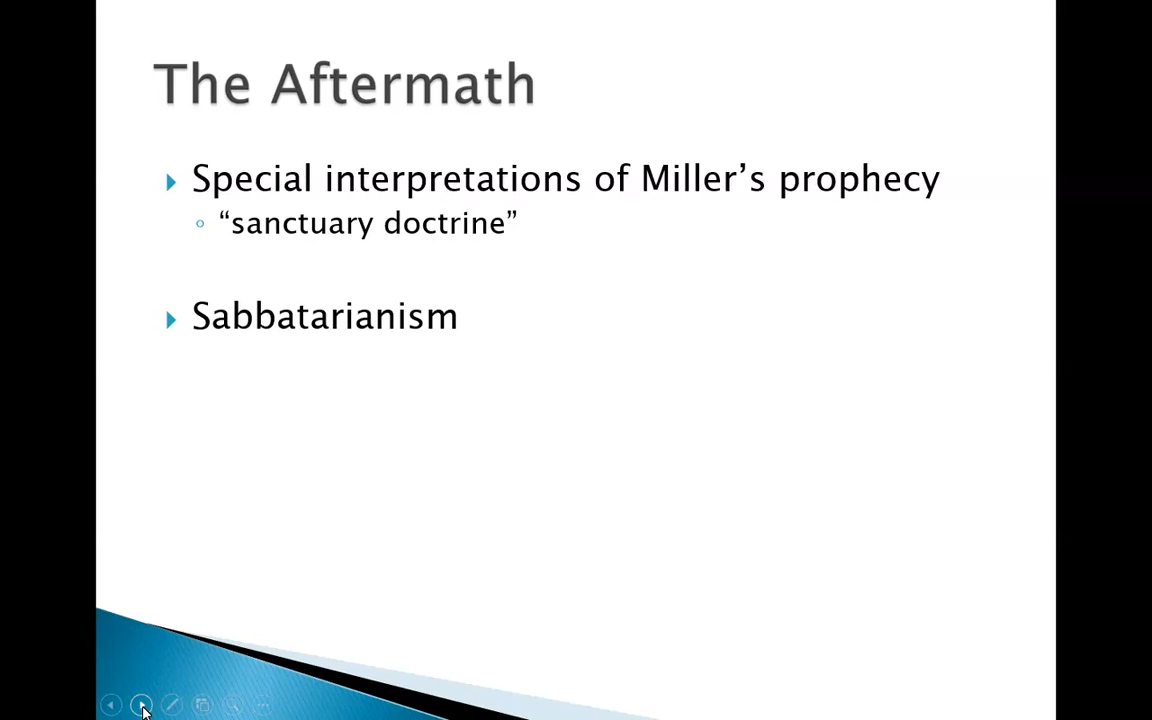 The Aftermath
Special interpretations of Miller’s prophecy
“sanctuary doctrine”
Sabbatarianism